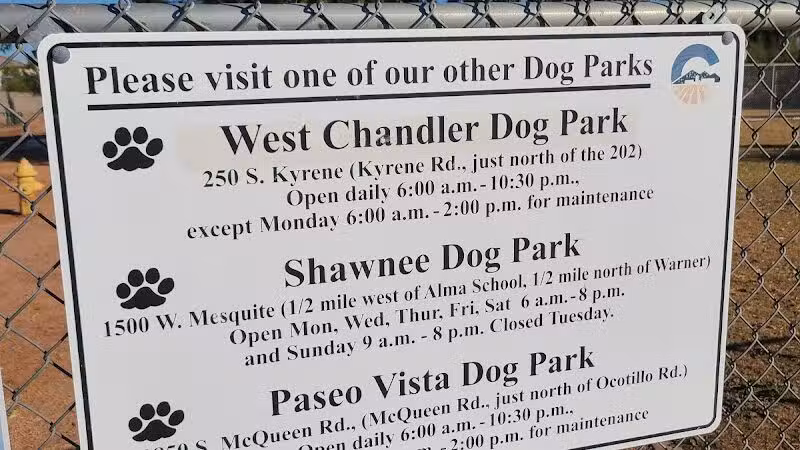 Please visit one of our other Dog Parks
West Chandler Dog Park
250 S. Kyrene (Kyrene Rd., just north of the 202)
Open daily 6:00 a.m. - 10:30 p.m.,
except Monday 6:00 a.m. - 2:00 p.m. for maintenance
Shawnee Dog Park
1500 W. Mesquite (1/2 mile west of Alma School, 1/2 mile north of Warner)
Open Mon, Wed, Thur, Fri, Sat 6 a.m. - 8 p.m.
and Sunday 9 a.m. - 8 p.m. Closed Tuesday.
Paseo Vista Dog Park
S. McQueen Rd., (McQueen Rd., just north of Ocotillo Rd.)
Open daily 6:00 a.m. - 10:30 p.m.,
- 2:00 p.m. for maintenance